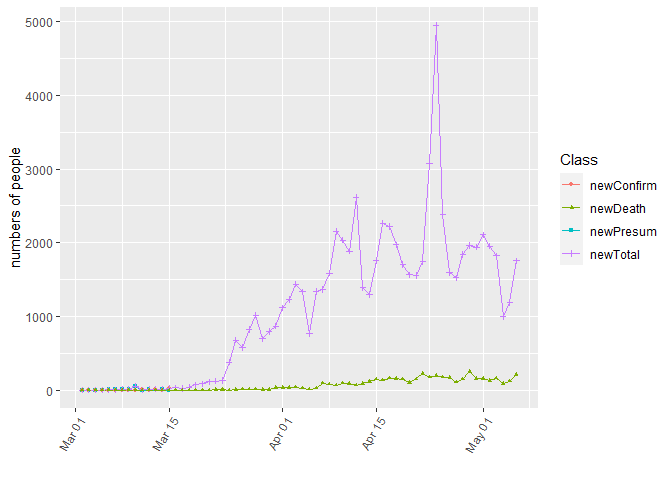 5000
4000
3000
2000
1000
0
numbers of people
Mar 01
Mar 15
Apr 01
Apr 15
May 01
Class
newConfirm
newDeath
newPresum
newTotal